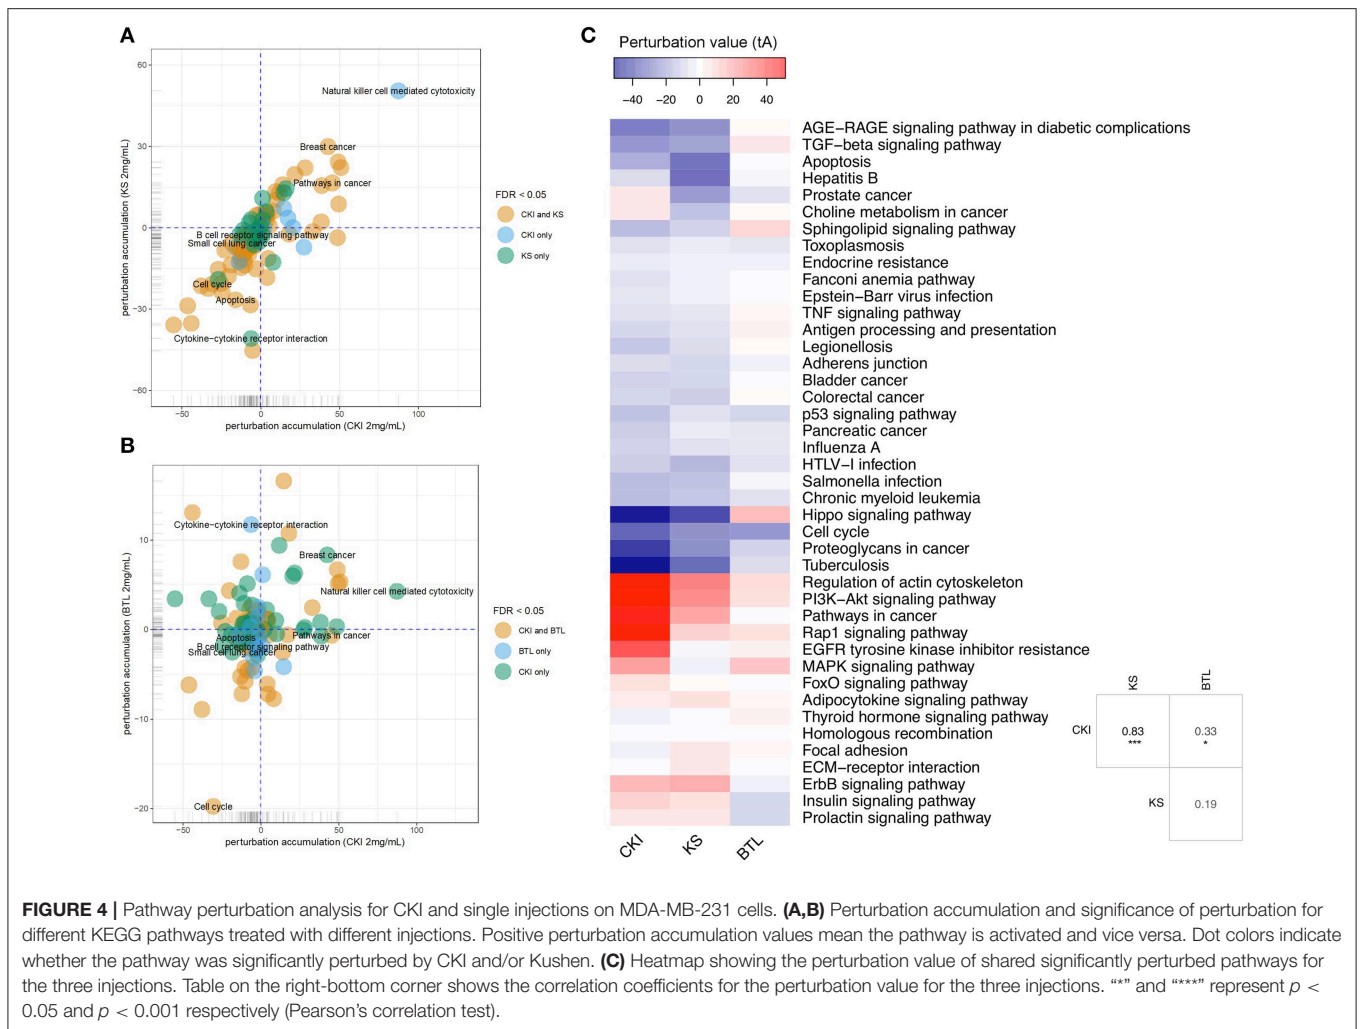 A
60
30
0
−30
−60
perturbation accumulation (KS 2mg/mL)
Natural killer cell mediated cytotoxicity
Breast cancer
Pathways in cancer
B cell receptor signaling pathway
Small cell lung cancer
Cell cycle
Apoptosis
Cytokine−cytokine receptor interaction
−50
0
50
100
perturbation accumulation (CKI 2mg/mL)
FDR < 0.05
CKI and KS
CKI only
KS only
B
10
0
−10
−20
perturbation accumulation (BTL 2mg/mL)
Cytokine−cytokine receptor interaction
Breast cancer
Natural killer cell mediated cytotoxicity
Apoptosis
Pathways in cancer
B cell receptor signaling pathway
Small cell lung cancer
Cell cycle
−50
0
50
100
perturbation accumulation (CKI 2mg/mL)
FDR < 0.05
CKI and BTL
BTL only
CKI only
C
Perturbation value (tA)
−40 −20 0 20 40
AGE−RAGE signaling pathway in diabetic complications
TGF−beta signaling pathway
Apoptosis
Hepatitis B
Prostate cancer
Choline metabolism in cancer
Sphingolipid signaling pathway
Toxoplasmosis
Endocrine resistance
Fanconi anemia pathway
Epstein−Barr virus infection
TNF signaling pathway
Antigen processing and presentation
Legionellosis
Adherens junction
Bladder cancer
Colorectal cancer
p53 signaling pathway
Pancreatic cancer
Influenza A
HTLV−I infection
Salmonella infection
Chronic myeloid leukemia
Hippo signaling pathway
Cell cycle
Proteoglycans in cancer
Tuberculosis
Regulation of actin cytoskeleton
PI3K−Akt signaling pathway
Pathways in cancer
Rap1 signaling pathway
EGFR tyrosine kinase inhibitor resistance
MAPK signaling pathway
FoxO signaling pathway
Adipocytokine signaling pathway
Thyroid hormone signaling pathway
Homologous recombination
Focal adhesion
ECM−receptor interaction
ErbB signaling pathway
Insulin signaling pathway
Prolactin signaling pathway
CKI
KS
BTL
KS
BTL
CKI
0.83
***
0.33
*
KS
0.19
FIGURE 4 | Pathway perturbation analysis for CKI and single injections on MDA-MB-231 cells. (A,B) Perturbation accumulation and significance of perturbation for
different KEGG pathways treated with different injections. Positive perturbation accumulation values mean the pathway is activated and vice versa. Dot colors indicate
whether the pathway was significantly perturbed by CKI and/or Kushen. (C) Heatmap showing the perturbation value of shared significantly perturbed pathways for
the three injections. Table on the right-bottom corner shows the correlation coefficients for the perturbation value for the three injections. “*” and “***” represent p <
0.05 and p < 0.001 respectively (Pearson’s correlation test).